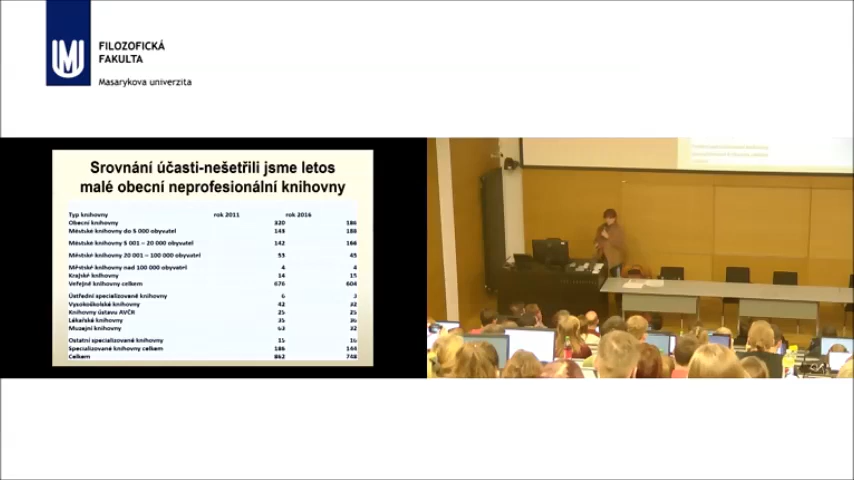 FILOZOFICKÁ
FAKULTA
Masarykova univerzita
Srovnání účasti-nešetřili jsme letos
malé obecní neprofesionální knihovny
Typ knihovny rok 2011 rok 2016
Obecní knihovny 320 186
Městské knihovny do 5 000 obyvatel 143 188
Městské knihovny 5 001 – 20 000 obyvatel 142 166
Městské knihovny 20 001 – 100 000 obyvatel 53 45
Městské knihovny nad 100 000 obyvatel 4 4
Krajské knihovny 14 15
Veřejné knihovny celkem 676 604
Ústřední specializované knihovny 6 3
Vysokoškolské knihovny 42 32
Knihovny ústavu AVČR 25 25
Lékařské knihovny 35 36
Muzejní knihovny 63 32
Ostatní specializované knihovny 15 16
Specializované knihovny celkem 186 144
Celkem 862 748